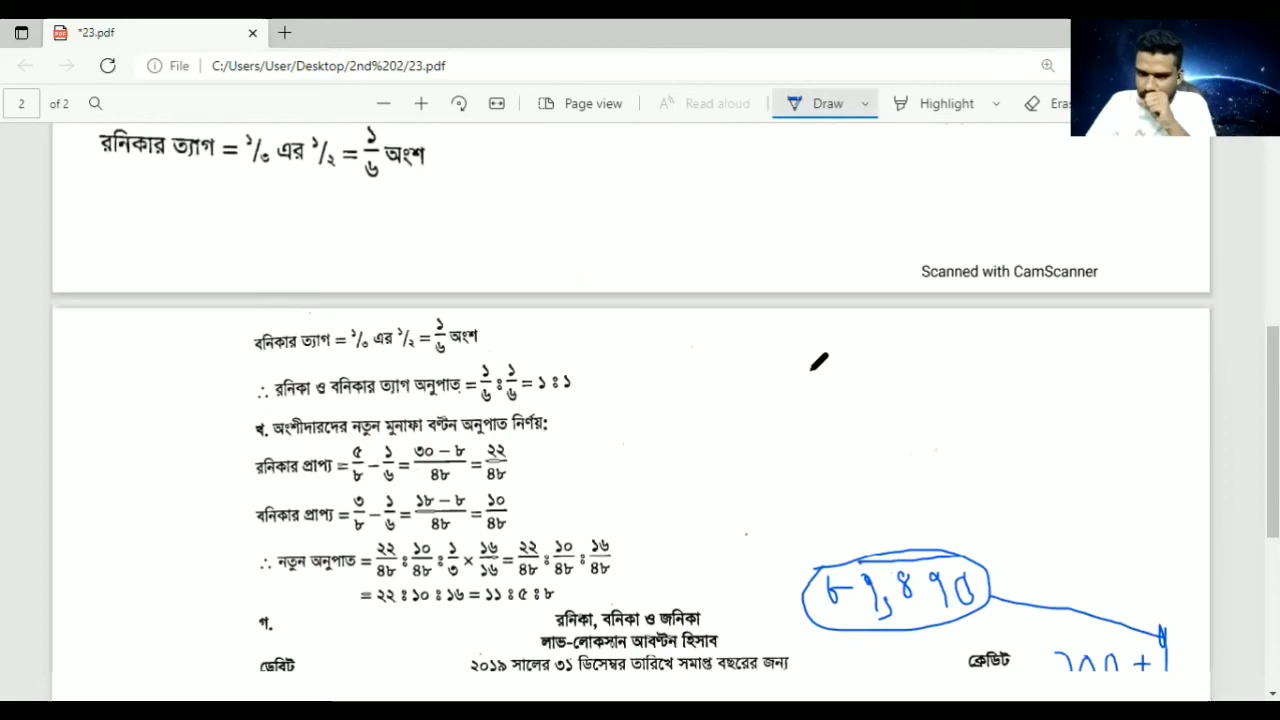 *23.pdf
File C:/Users/User/Desktop/2nd%202/23.pdf
2 of 2 Page view Read aloud Draw Highlight Eras
রনিকার ত্যাগ = ১/৩ এর ১/২ = ১/৬ অংশ
Scanned with CamScanner
বনিকার ত্যাগ = ১/৩ এর ১/২ = ১/৬ অংশ
∴ রনিকা ও বনিকার ত্যাগ অনুপাত = ১/৬ ঃ ১/৬ = ১ ঃ ১
খ. অংশীদারদের নতুন মুনাফা বণ্টন অনুপাত নির্ণয়:
রনিকার প্রাপ্য = ৫/৮ − ১/৬ = ৩০ − ৮/৪৮ = ২২/৪৮
বনিকার প্রাপ্য = ৩/৮ − ১/৬ = ১৮ − ৮/৪৮ = ১০/৪৮
∴ নতুন অনুপাত = ২২/৪৮ ঃ ১০/৪৮ ঃ ১/৩ × ১৬/১৬ = ২২/৪৮ ঃ ১০/৪৮ ঃ ১৬/৪৮
= ২২ ঃ ১০ ঃ ১৬ = ১১ ঃ ৫ ঃ ৮
গ. রনিকা, বনিকা ও জনিকা
লাভ-লোকসান আবণ্টন হিসাব
ডেবিট ২০১৯ সালের ৩১ ডিসেম্বর তারিখে সমাপ্ত বছরের জন্য ক্রেডিট